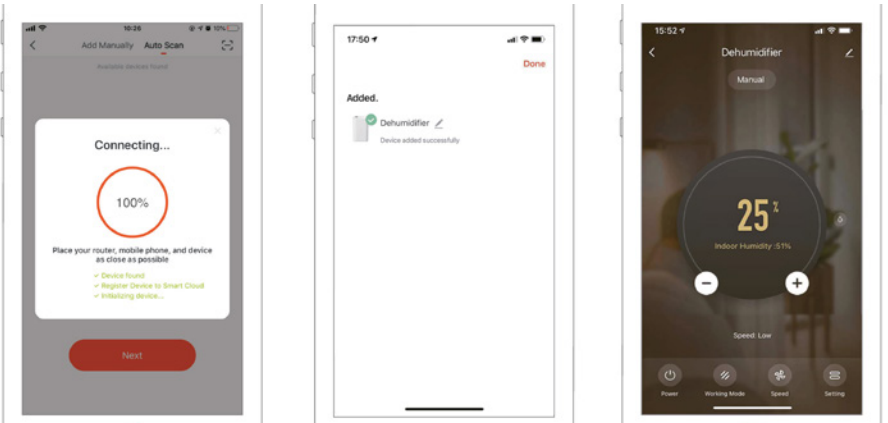 10:26
12%
Add Manually Auto Scan
Available devices found
Connecting...
100%
Place your router, mobile phone, and device
as close as possible
✓ Device found
✓ Register Device to Smart Cloud
✓ Initializing device...
Next
17:50
Done
Added.
Dehumidifier
Device added successfully
15:52
Dehumidifier
Manual
25%
Indoor Humidity :51%
Speed: Low
Power Working Mode Speed Setting